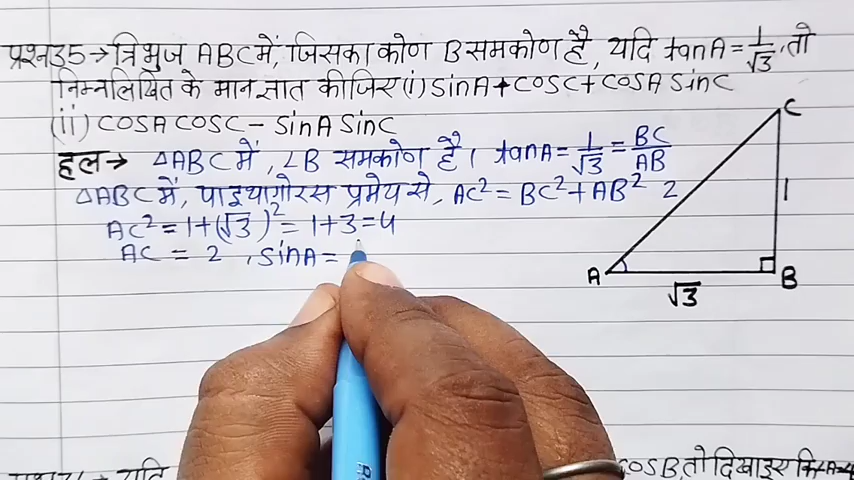 प्रश्न 35 → त्रिभुज ABC में, जिसका कोण B समकोण है, यदि tanA = 1/√3, तो
निम्नलिखित के मान ज्ञात कीजिए (i) sinA + cosC + cosA sinC
(ii) cosA cosC - sinA sinC
हल → △ABC में, ∠B समकोण है। tanA = 1/√3 = BC/AB
△ABC में, पाइथागोरस प्रमेय से, AC² = BC² + AB²
AC² = 1 + (√3)² = 1 + 3 = 4
AC = 2, sinA =
C
2
1
A
B
√3
cosB, तो दिखाइए कि